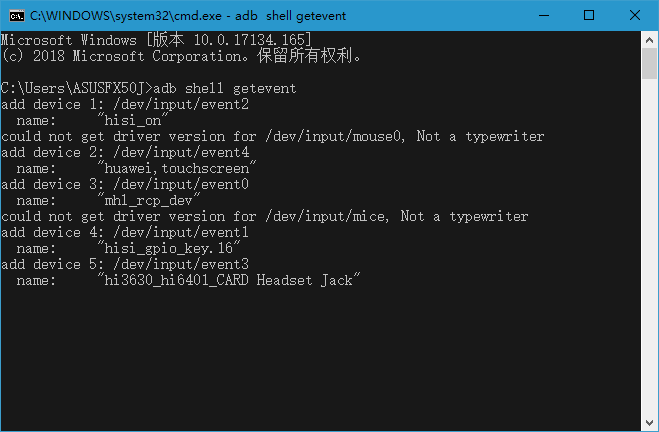 C:\WINDOWS\system32\cmd.exe - adb  shell getevent
Microsoft Windows [版本 10.0.17134.165]
(c) 2018 Microsoft Corporation。保留所有权利。
C:\Users\ASUSFX50J>adb shell getevent
add device 1: /dev/input/event2
  name:     "hisi_on"
could not get driver version for /dev/input/mouse0, Not a typewriter
add device 2: /dev/input/event4
  name:     "huawei,touchscreen"
add device 3: /dev/input/event0
  name:     "mhl_rcp_dev"
could not get driver version for /dev/input/mice, Not a typewriter
add device 4: /dev/input/event1
  name:     "hisi_gpio_key.16"
add device 5: /dev/input/event3
  name:     "hi3630_hi6401_CARD Headset Jack"